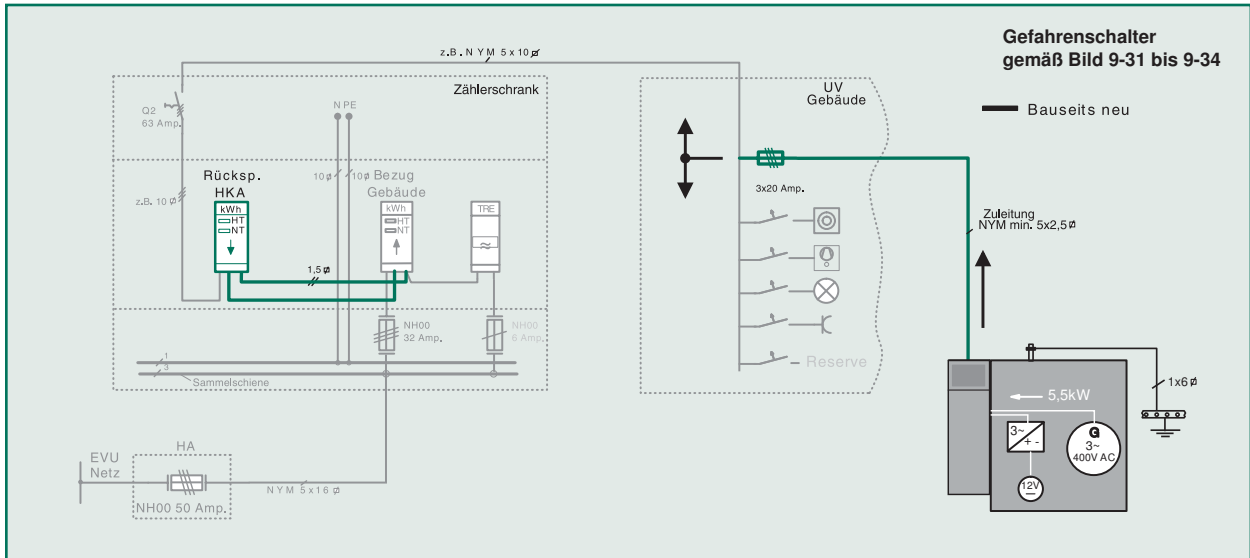 z.B. NYM 5 x 10 ⌀
Gefahrenschalter
gemäß Bild 9-31 bis 9-34
Bauseits neu
Zählerschrank
Q2
63 Amp.
N PE
UV
Gebäude
Rücksp.
HKA
10 ⌀
10 ⌀
Bezug
Gebäude
z.B. 10 ⌀
kWh
HT
NT
kWh
HT
NT
TRE
≈
1,5 ⌀
3x20 Amp.
Zuleitung
NYM min. 5x2,5 ⌀
NH00
32 Amp.
NH00
6 Amp.
1
3
Sammelschiene
Reserve
5,5kW
1x6 ⌀
3~
+ -
G
3~
400V AC
12V
HA
EVU
Netz
NYM 5 x 16 ⌀
NH00 50 Amp.